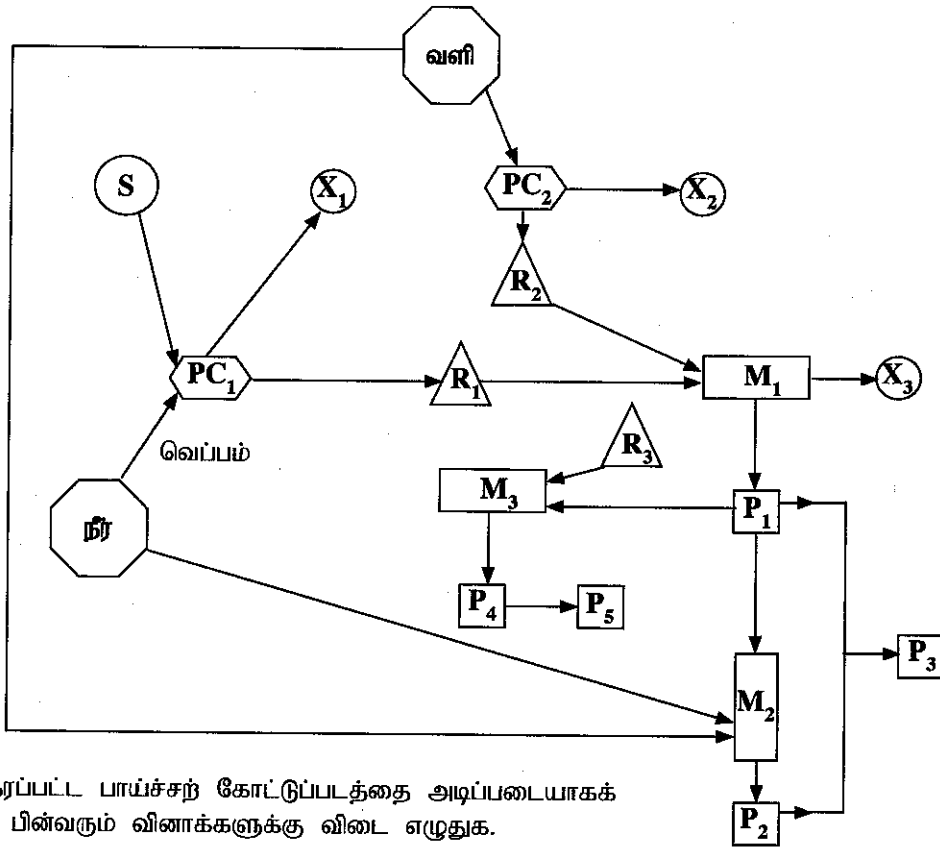 வளி
S
X₁
PC₂
X₂
R₂
PC₁
R₁
M₁
X₃
வெப்பம்
R₃
M₃
P₁
நீர்
P₄
P₅
P₃
M₂
P₂
பாய்ச்சற் கோட்டுப்படத்தை அடிப்படையாகக்
பின்வரும் வினாக்களுக்கு விடை எழுதுக.